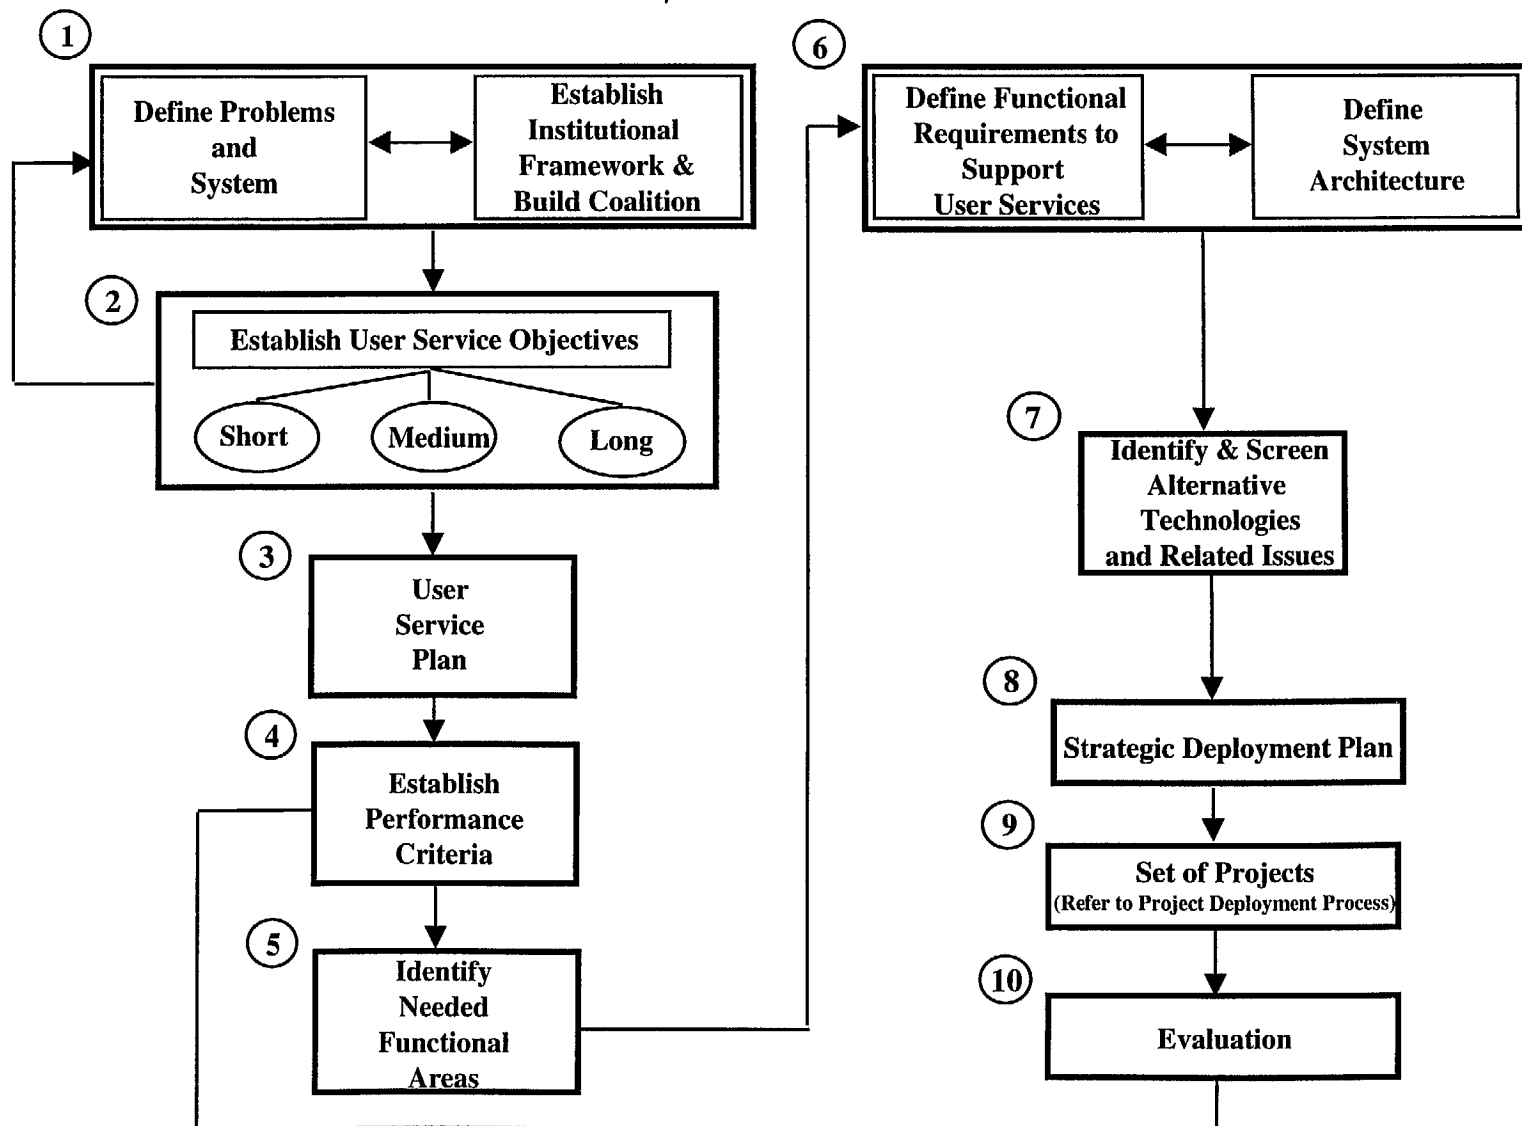 1
Define Problems
and
System
Establish
Institutional
Framework &
Build Coalition
2
Establish User Service Objectives
Short
Medium
Long
3
User
Service
Plan
4
Establish
Performance
Criteria
5
Identify
Needed
Functional
Areas
6
Define Functional
Requirements to
Support
User Services
Define
System
Architecture
7
Identify & Screen
Alternative
Technologies
and Related Issues
8
Strategic Deployment Plan
9
Set of Projects
(Refer to Project Deployment Process)
10
Evaluation